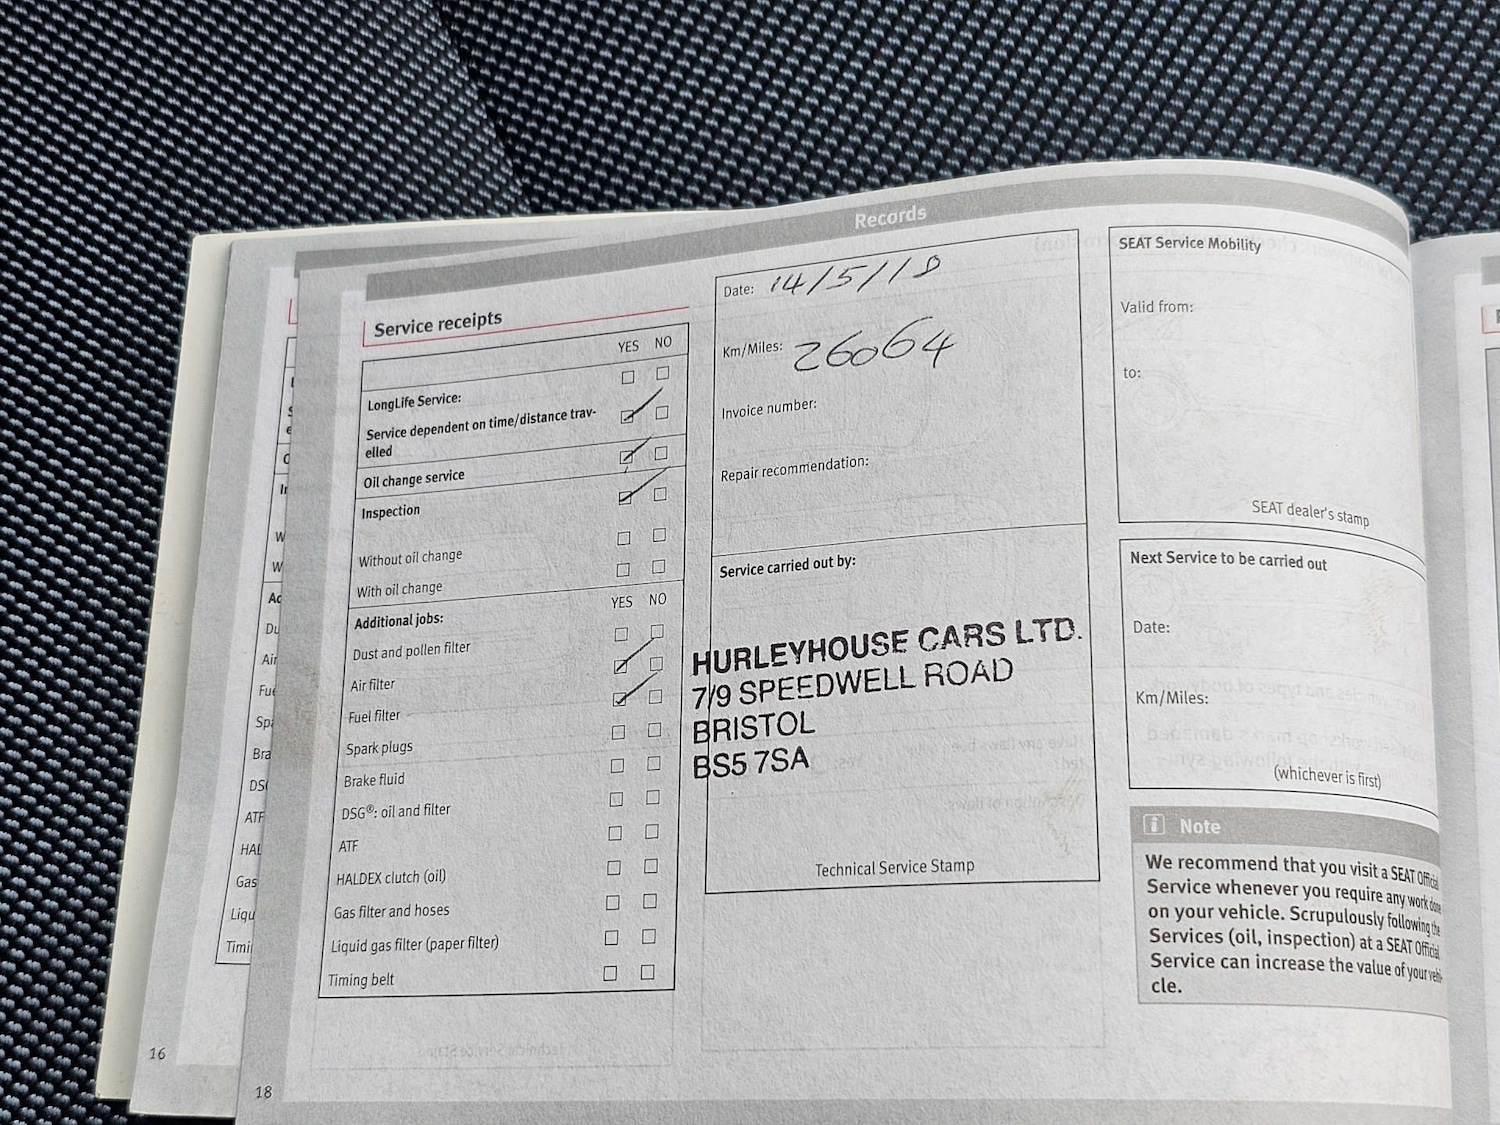 Records
Service receipts
YES NO
LongLife Service:
Service dependent on time/distance trav-
elled
Oil change service
Inspection
Without oil change
With oil change
Additional jobs:
YES NO
Dust and pollen filter
Air filter
Fuel filter
Spark plugs
Brake fluid
DSG®: oil and filter
ATF
HALDEX clutch (oil)
Gas filter and hoses
Liquid gas filter (paper filter)
Timing belt
Date: 14/5/18
Km/Miles: 26064
Invoice number:
Repair recommendation:
Service carried out by:
HURLEYHOUSE CARS LTD.
7/9 SPEEDWELL ROAD
BRISTOL
BS5 7SA
Technical Service Stamp
SEAT Service Mobility
Valid from:
to:
SEAT dealer's stamp
Next Service to be carried out
Date:
Km/Miles:
(whichever is first)
Note
We recommend that you visit a SEAT Official
Service whenever you require any work done
on your vehicle. Scrupulously following the
Services (oil, inspection) at a SEAT Official
Service can increase the value of your vehi-
cle.
16
18